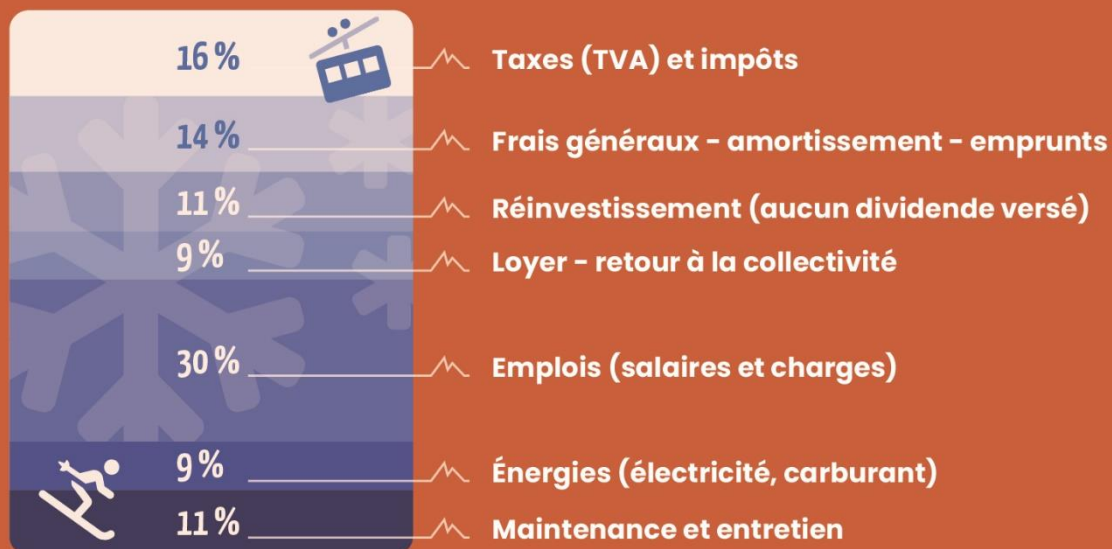 16 % Taxes (TVA) et impôts
14 % Frais généraux - amortissement - emprunts
11 % Réinvestissement (aucun dividende versé)
9 % Loyer - retour à la collectivité
30 % Emplois (salaires et charges)
9 % Énergies (électricité, carburant)
11 % Maintenance et entretien